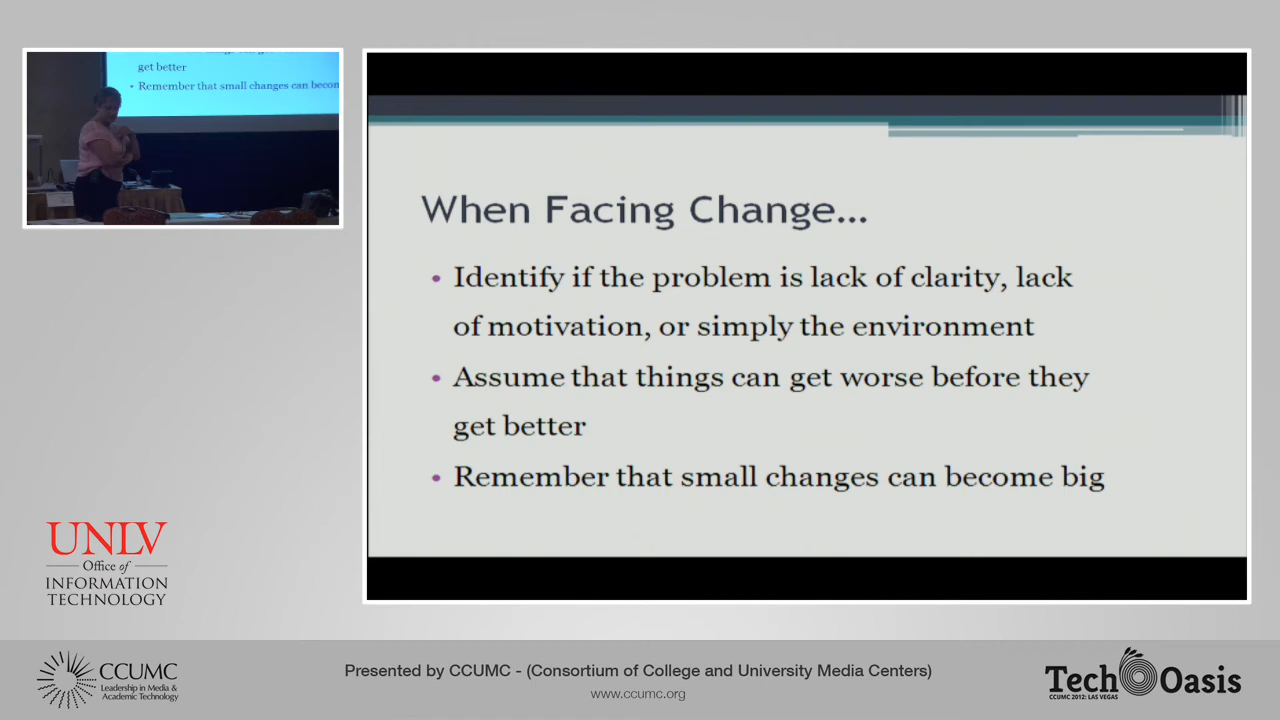 get better
• Remember that small changes can becom
When Facing Change...
• Identify if the problem is lack of clarity, lack
of motivation, or simply the environment
• Assume that things can get worse before they
get better
• Remember that small changes can become big
UNLV
Office of
INFORMATION
TECHNOLOGY
CCUMC
Leadership in Media &
Academic Technology
Presented by CCUMC - (Consortium of College and University Media Centers)
www.ccumc.org
Tech Oasis
CCUMC 2012: LAS VEGAS